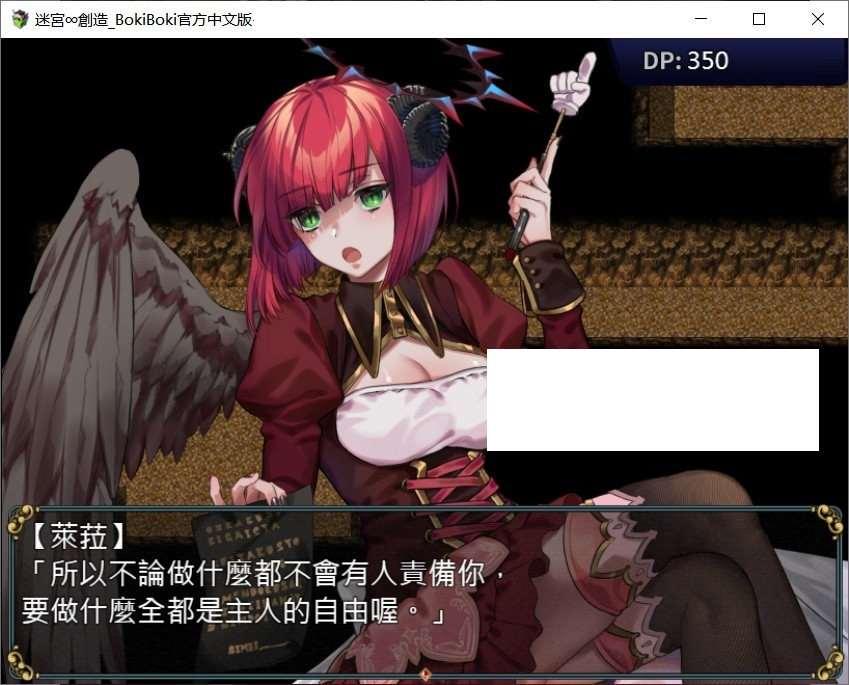 迷宮∞創造_BokiBoki官方中文版
DP: 350
【萊菈】
「所以不論做什麼都不會有人責備你，
要做什麼全都是主人的自由喔。」